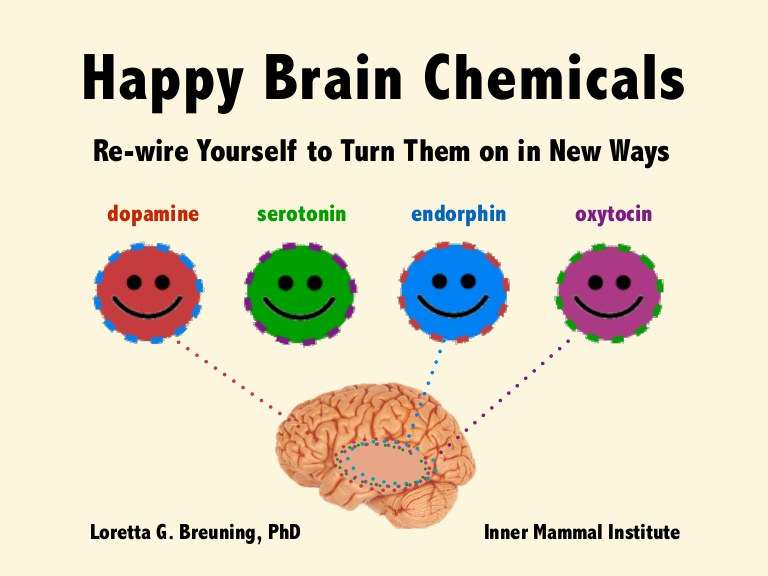 Happy Brain Chemicals
Re-wire Yourself to Turn Them on in New Ways
dopamine serotonin endorphin oxytocin
Loretta G. Breuning, PhD Inner Mammal Institute